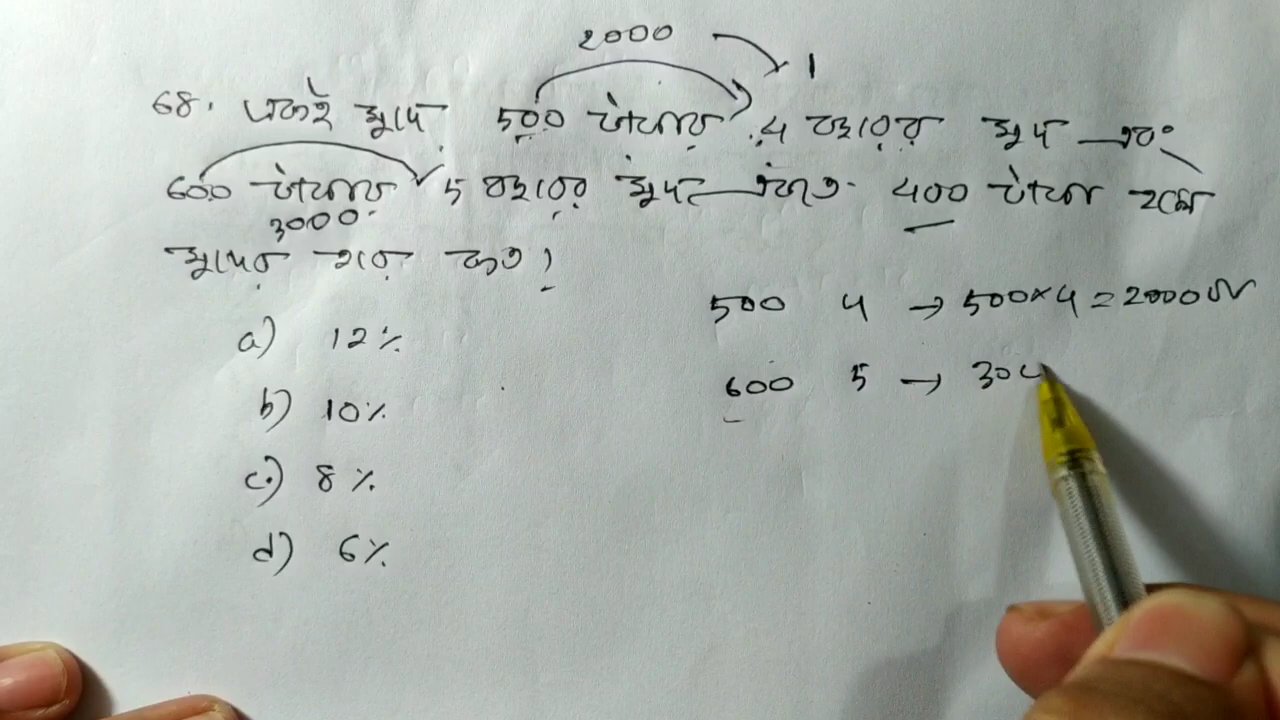 2000 1
68. একই সুদে 500 টাকার 4 বছরের সুদ এবং
600 টাকার 5 বছরের সুদ একত্রে 400 টাকা হলে
3000
সুদের হার কত?
500 4 → 500×4 = 2000
a) 12%
600 5 → 300
b) 10%
c) 8%
d) 6%